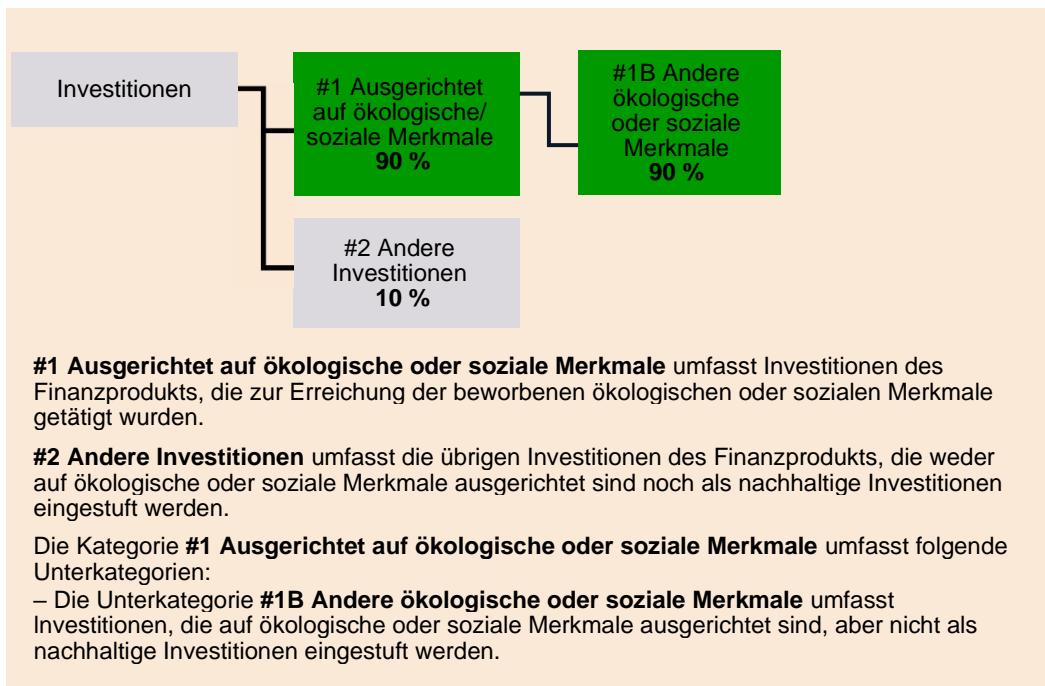 Investitionen
#1 Ausgerichtet
auf ökologische/
soziale Merkmale
90 %
#1B Andere
ökologische
oder soziale
Merkmale
90 %
#2 Andere
Investitionen
10 %
#1 Ausgerichtet auf ökologische oder soziale Merkmale umfasst Investitionen des
Finanzprodukts, die zur Erreichung der beworbenen ökologischen oder sozialen Merkmale
getätigt wurden.
#2 Andere Investitionen umfasst die übrigen Investitionen des Finanzprodukts, die weder
auf ökologische oder soziale Merkmale ausgerichtet sind noch als nachhaltige Investitionen
eingestuft werden.
Die Kategorie #1 Ausgerichtet auf ökologische oder soziale Merkmale umfasst folgende
Unterkategorien:
– Die Unterkategorie #1B Andere ökologische oder soziale Merkmale umfasst
Investitionen, die auf ökologische oder soziale Merkmale ausgerichtet sind, aber nicht als
nachhaltige Investitionen eingestuft werden.